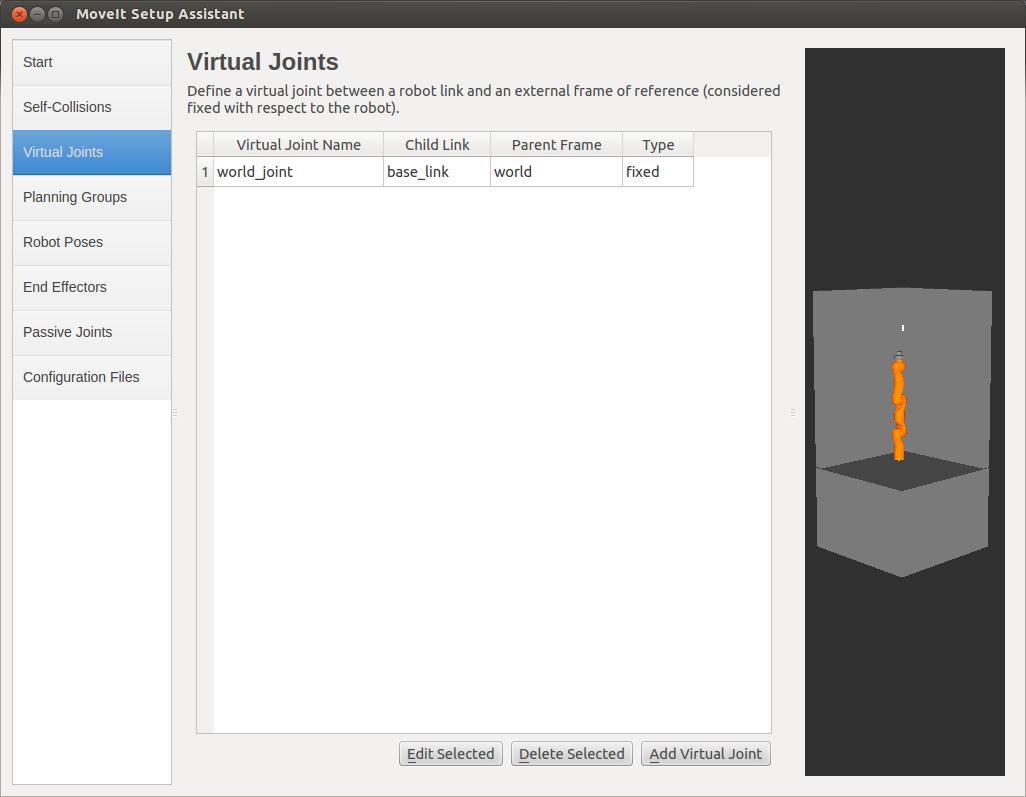 MoveIt Setup Assistant
Start
Self-Collisions
Virtual Joints
Planning Groups
Robot Poses
End Effectors
Passive Joints
Configuration Files
Virtual Joints
Define a virtual joint between a robot link and an external frame of reference (considered
fixed with respect to the robot).
Virtual Joint Name Child Link Parent Frame Type
1 world_joint base_link world fixed
Edit Selected Delete Selected Add Virtual Joint